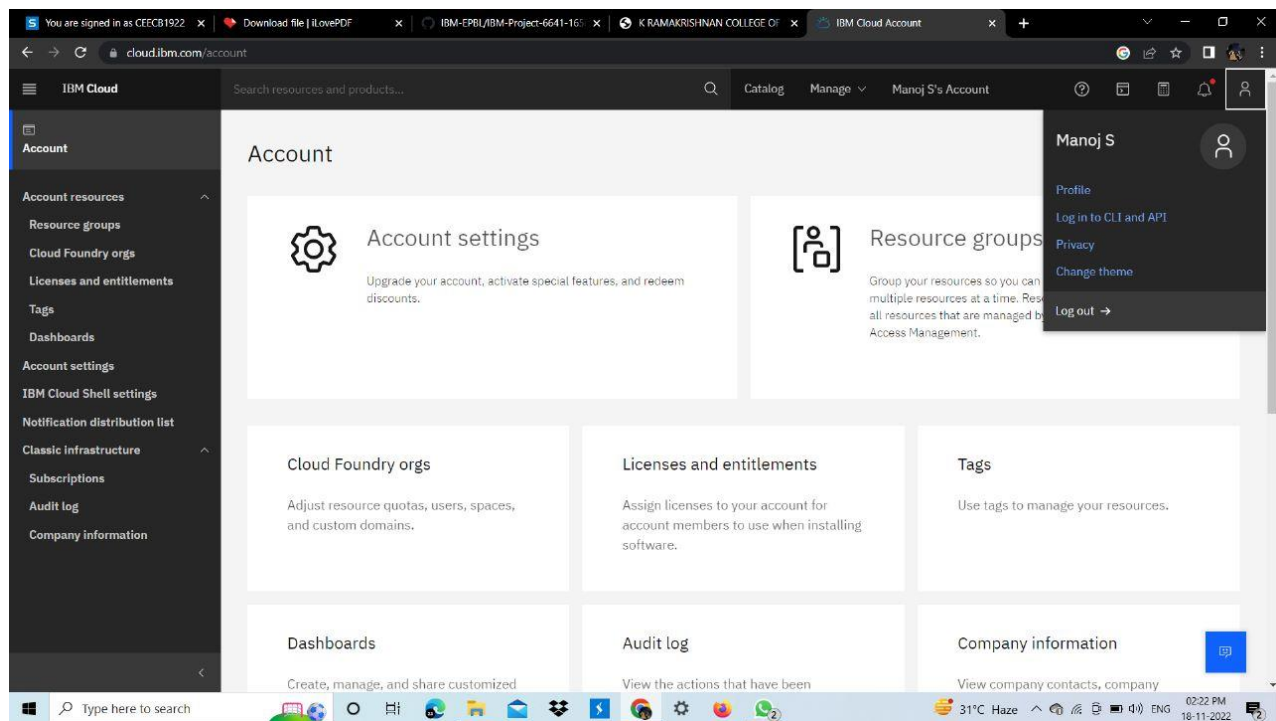 You are signed in as CEECB1922
Download file | iLovePDF
IBM-EPBL/IBM-Project-6641-165
K RAMAKRISHNAN COLLEGE OF
IBM Cloud Account
cloud.ibm.com/account
IBM Cloud
Search resources and products...
Catalog
Manage
Manoj S's Account
Account
Account resources
Resource groups
Cloud Foundry orgs
Licenses and entitlements
Tags
Dashboards
Account settings
IBM Cloud Shell settings
Notification distribution list
Classic infrastructure
Subscriptions
Audit log
Company information
Account
Account settings
Upgrade your account, activate special features, and redeem
discounts.
Resource groups
Group your resources so you can
multiple resources at a time. Res
all resources that are managed b
Access Management.
Manoj S
Profile
Log in to CLI and API
Privacy
Change theme
Log out →
Cloud Foundry orgs
Adjust resource quotas, users, spaces,
and custom domains.
Licenses and entitlements
Assign licenses to your account for
account members to use when installing
software.
Tags
Use tags to manage your resources.
Dashboards
Create, manage, and share customized
Audit log
View the actions that have been
Company information
View company contacts, company
Type here to search
31°C Haze
ENG
02:22 PM
18-11-2022